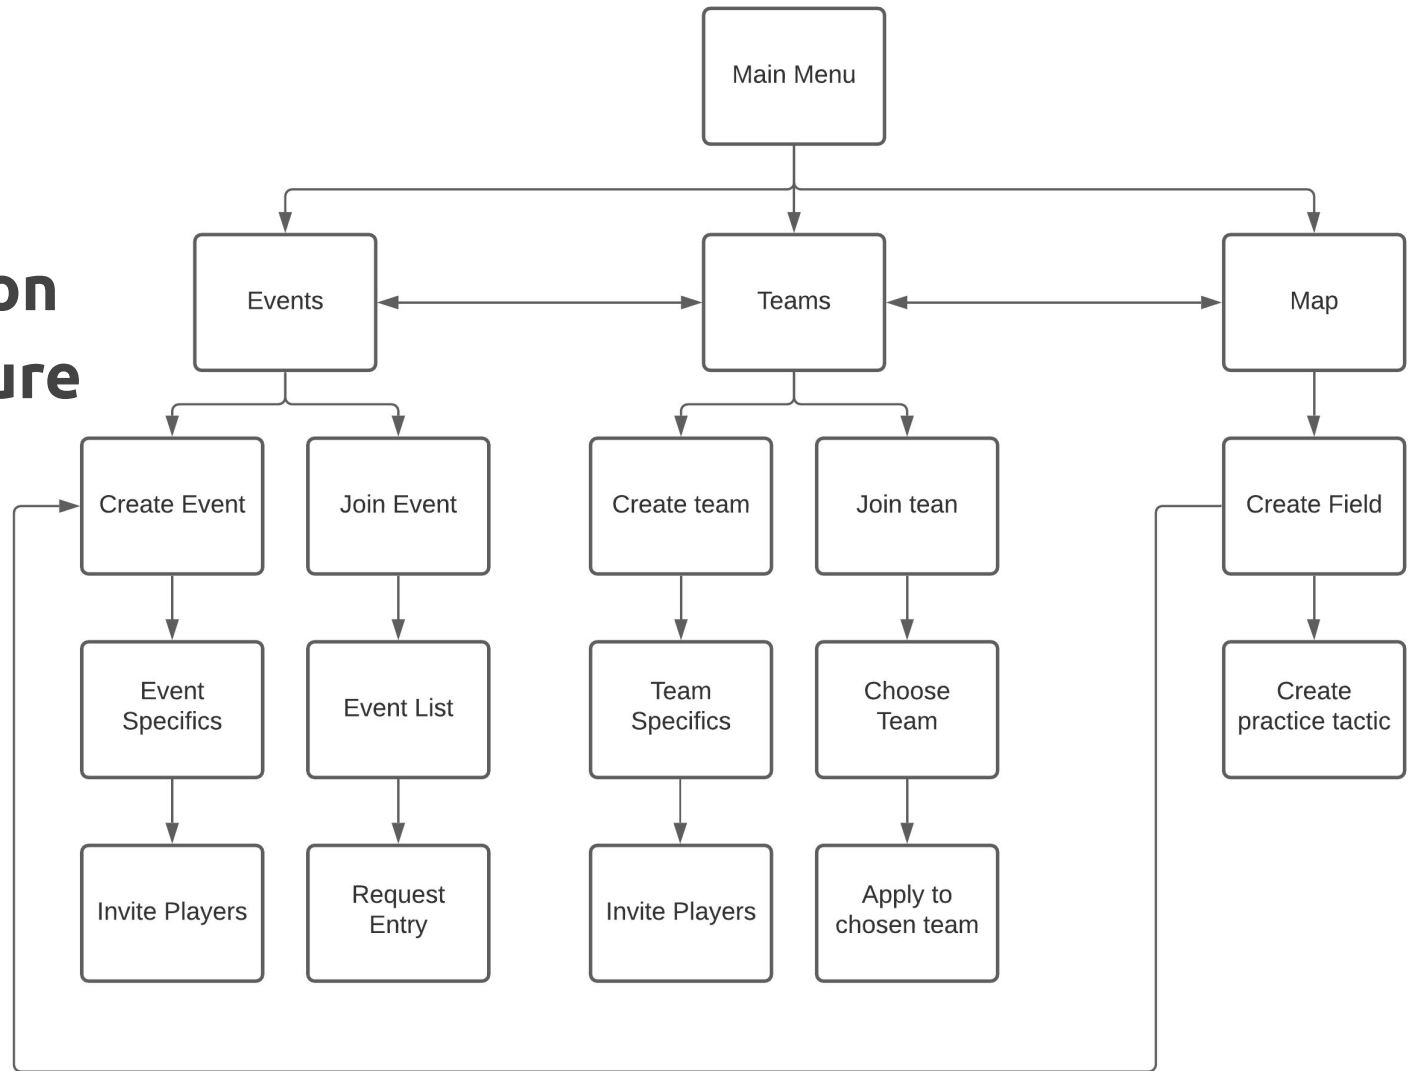 Main Menu
on
ure
Events
Teams
Map
Create Event
Join Event
Create team
Join tean
Create Field
Event
Specifics
Event List
Team
Specifics
Choose
Team
Create
practice tactic
Invite Players
Request
Entry
Invite Players
Apply to
chosen team